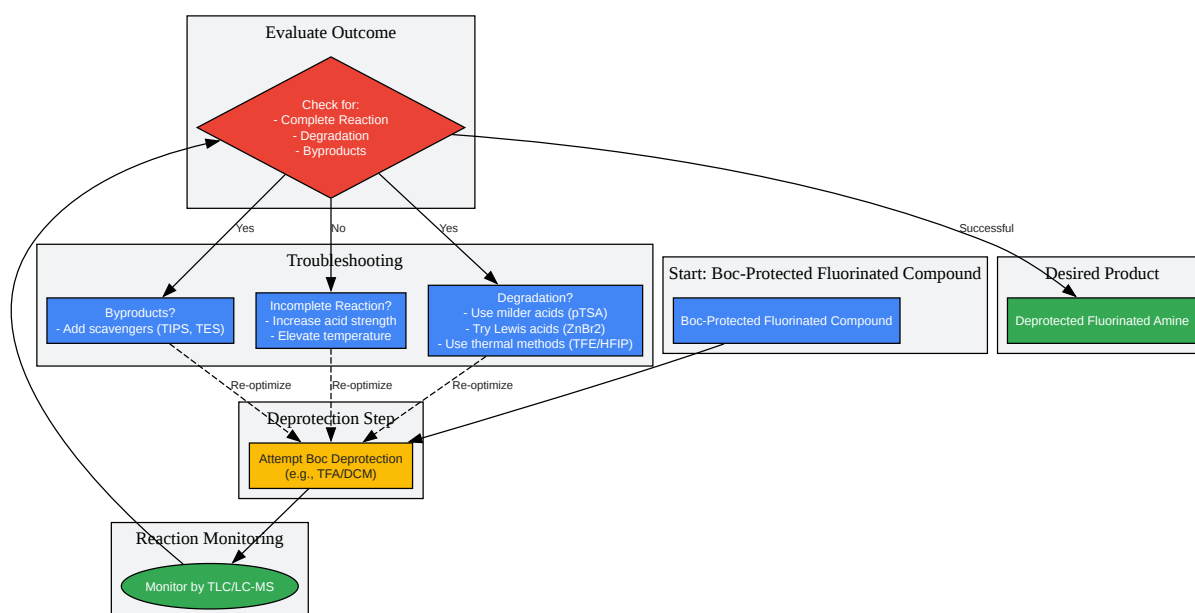 Evaluate Outcome
Check for:
- Complete Reaction
- Degradation
- Byproducts
Yes
No
Yes
Successful
Troubleshooting
Byproducts?
- Add scavengers (TIPS, TES)
Incomplete Reaction?
- Increase acid strength
- Elevate temperature
Degradation?
- Use milder acids (pTSA)
- Try Lewis acids (ZnBr2)
- Use thermal methods (TFE/HFIP)
Start: Boc-Protected Fluorinated Compound
Boc-Protected Fluorinated Compound
Desired Product
Deprotected Fluorinated Amine
Re-optimize
Re-optimize
Re-optimize
Deprotection Step
Attempt Boc Deprotection
(e.g., TFA/DCM)
Reaction Monitoring
Monitor by TLC/LC-MS